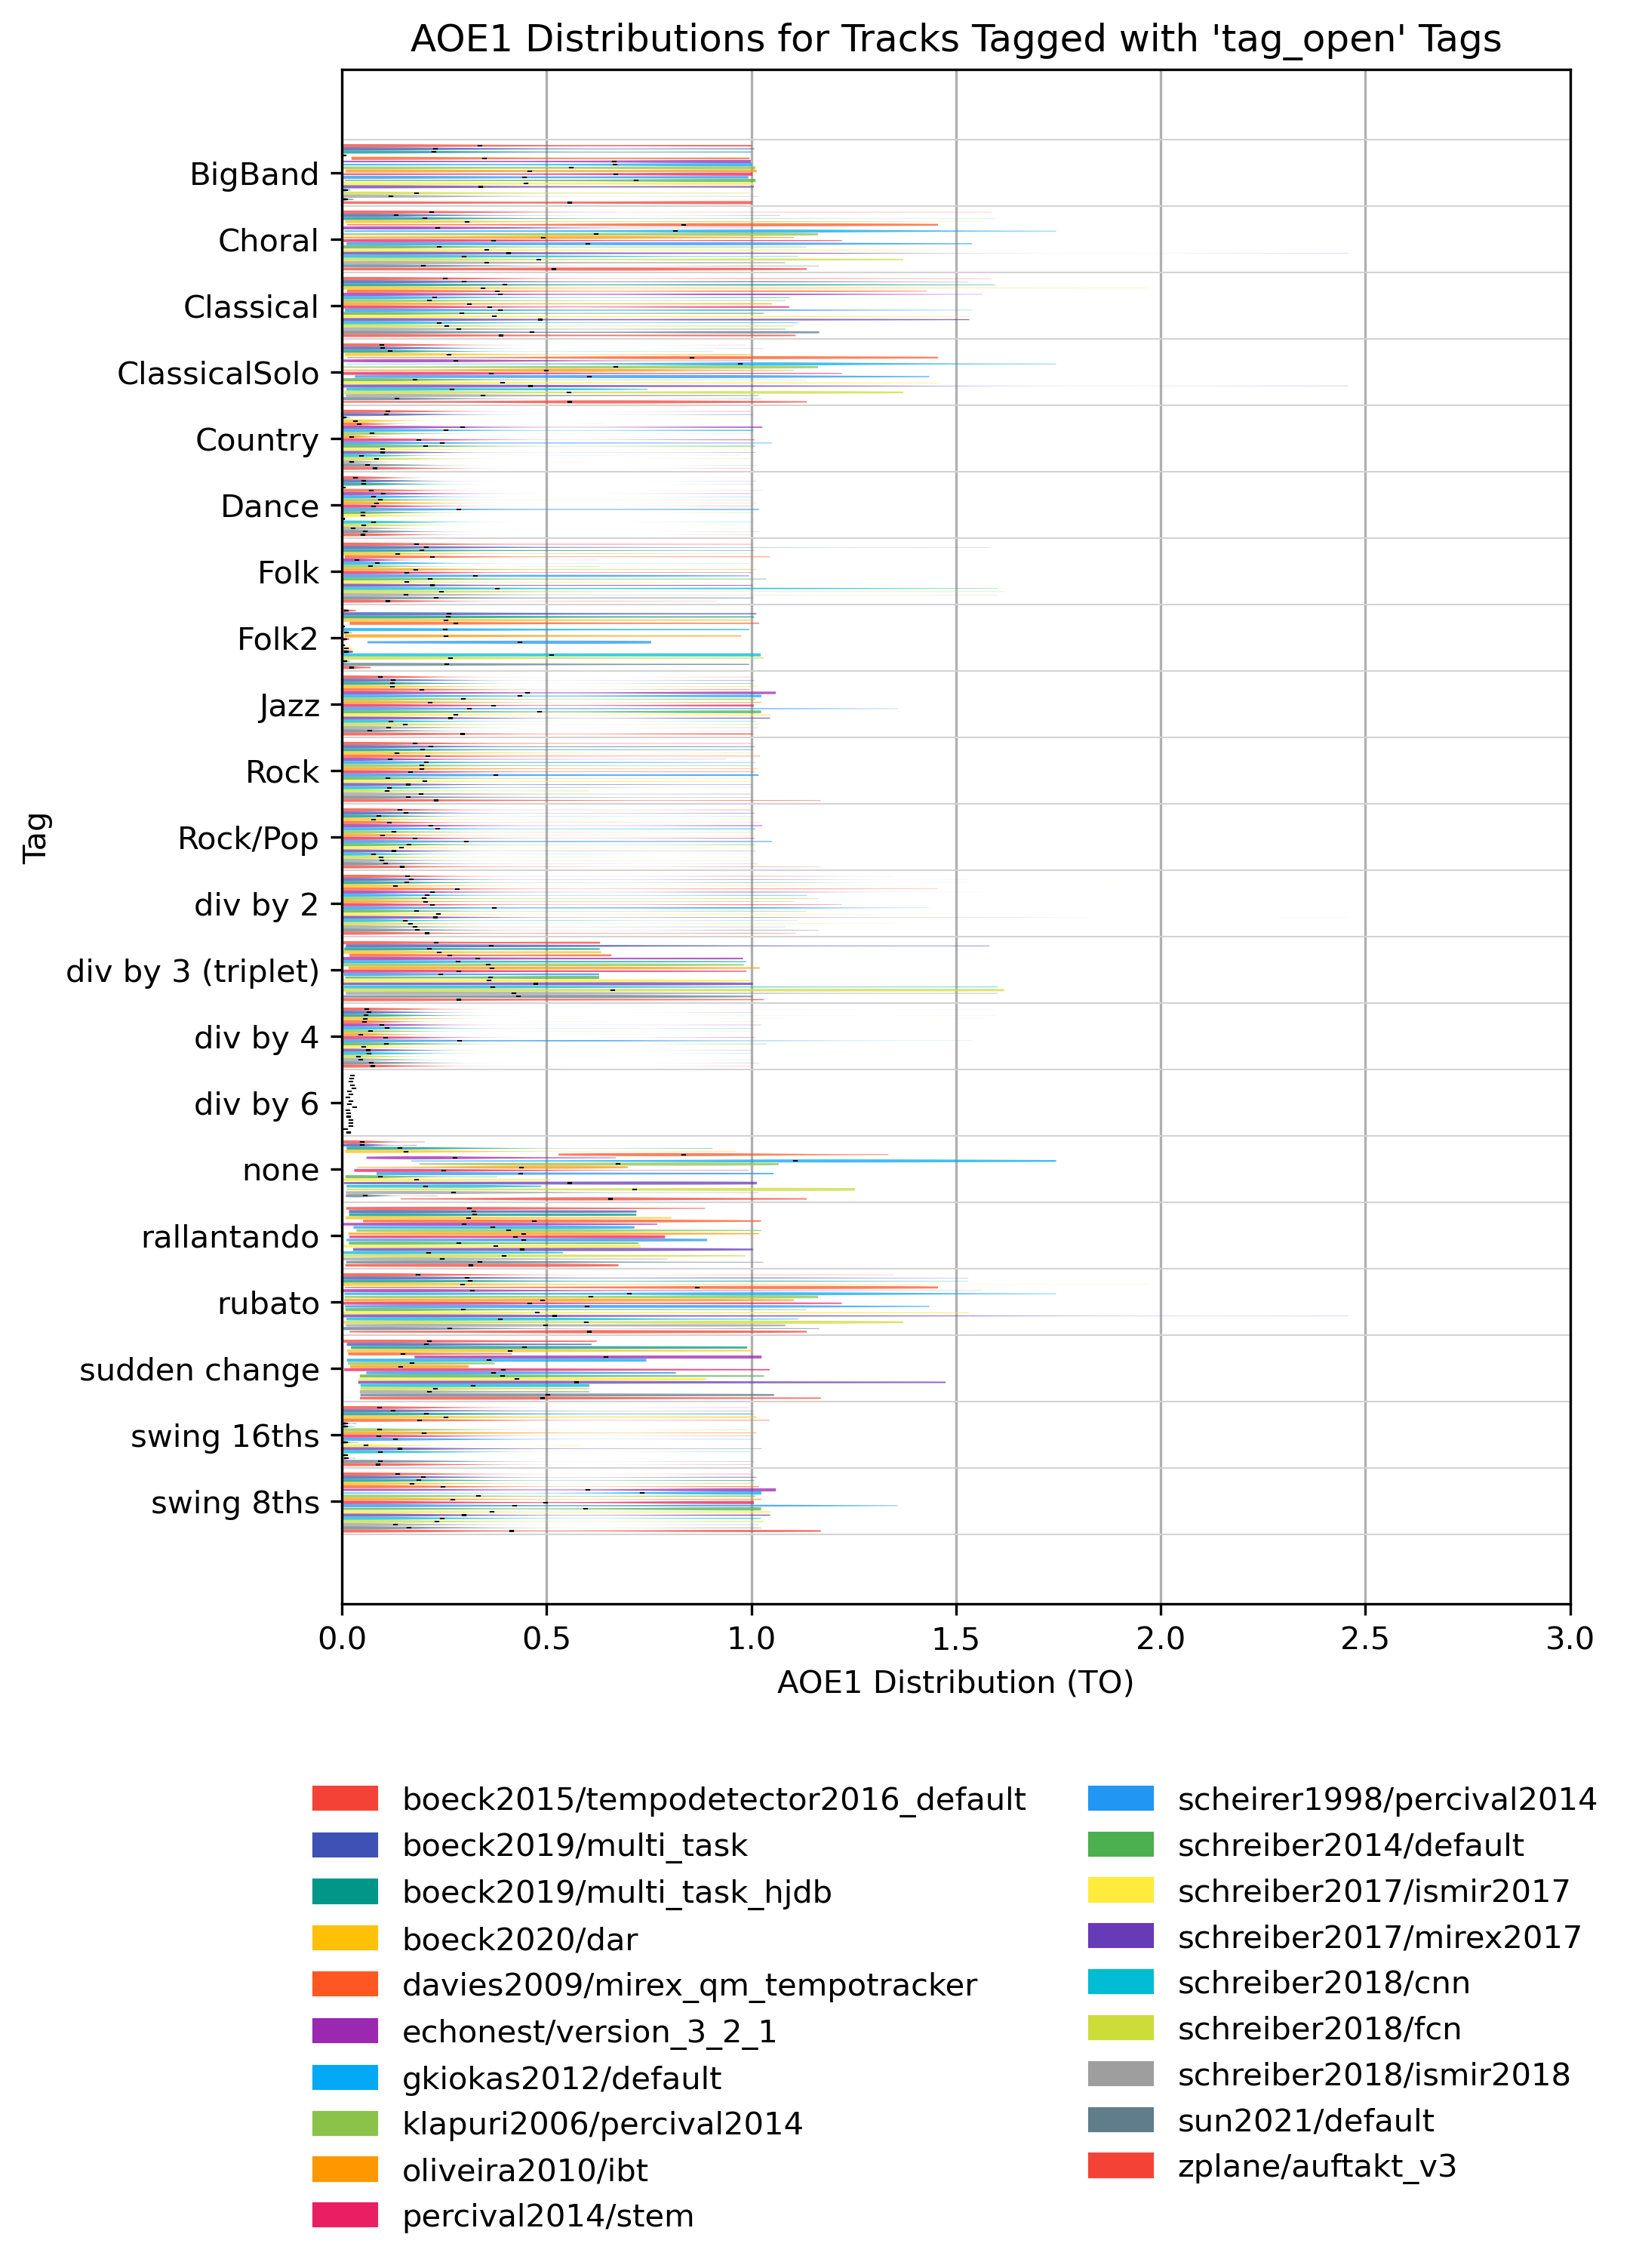 AOE1 Distributions for Tracks Tagged with 'tag_open' Tags
BigBand
Choral
Classical
ClassicalSolo
Country
Dance
Folk
Folk2
Jazz
Rock
Rock/Pop
div by 2
div by 3 (triplet)
div by 4
div by 6
none
rallantando
rubato
sudden change
swing 16ths
swing 8ths
Tag
0.0 0.5 1.0 1.5 2.0 2.5 3.0
AOE1 Distribution (TO)
boeck2015/tempodetector2016_default
boeck2019/multi_task
boeck2019/multi_task_hjdb
boeck2020/dar
davies2009/mirex_qm_tempotracker
echonest/version_3_2_1
gkiokas2012/default
klapuri2006/percival2014
oliveira2010/ibt
percival2014/stem
scheirer1998/percival2014
schreiber2014/default
schreiber2017/ismir2017
schreiber2017/mirex2017
schreiber2018/cnn
schreiber2018/fcn
schreiber2018/ismir2018
sun2021/default
zplane/auftakt_v3